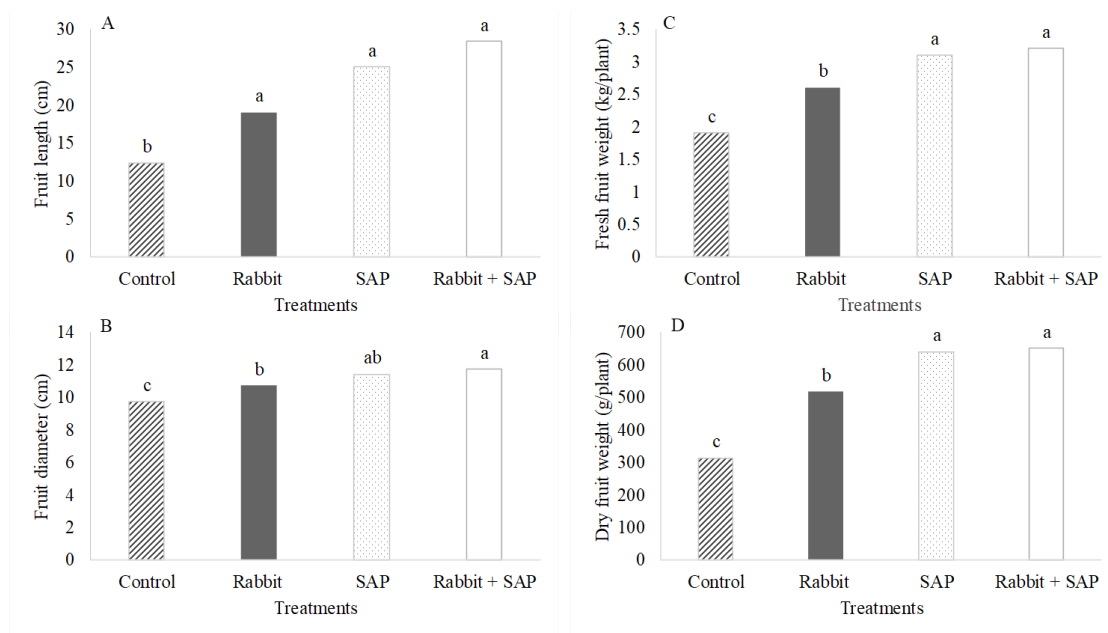 A
Fruit length (cm)
30
25
20
15
10
5
0
b
a
a
a
Control Rabbit SAP Rabbit + SAP
Treatments
B
Fruit diameter (cm)
14
12
10
8
6
4
2
0
c
b
ab
a
Control Rabbit SAP Rabbit + SAP
Treatments
C
Fresh fruit weight (kg/plant)
3.5
3
2.5
2
1.5
1
0.5
0
c
b
a
a
Control Rabbit SAP Rabbit + SAP
Treatments
D
Dry fruit weight (g/plant)
700
600
500
400
300
200
100
0
c
b
a
a
Control Rabbit SAP Rabbit + SAP
Treatments